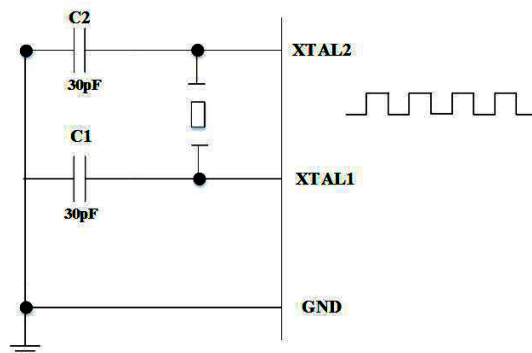 C2
XTAL2
30pF
C1
XTAL1
30pF
GND